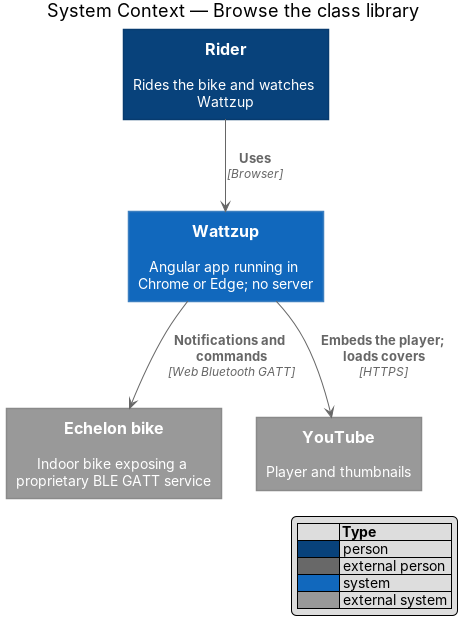 System Context — Browse the class library
Rider
Rides the bike and watches
Wattzup
Uses
[Browser]
Wattzup
Angular app running in
Chrome or Edge; no server
Notifications and
commands
[Web Bluetooth GATT]
Embeds the player;
loads covers
[HTTPS]
Echelon bike
Indoor bike exposing a
proprietary BLE GATT service
YouTube
Player and thumbnails
Type
person
external person
system
external system